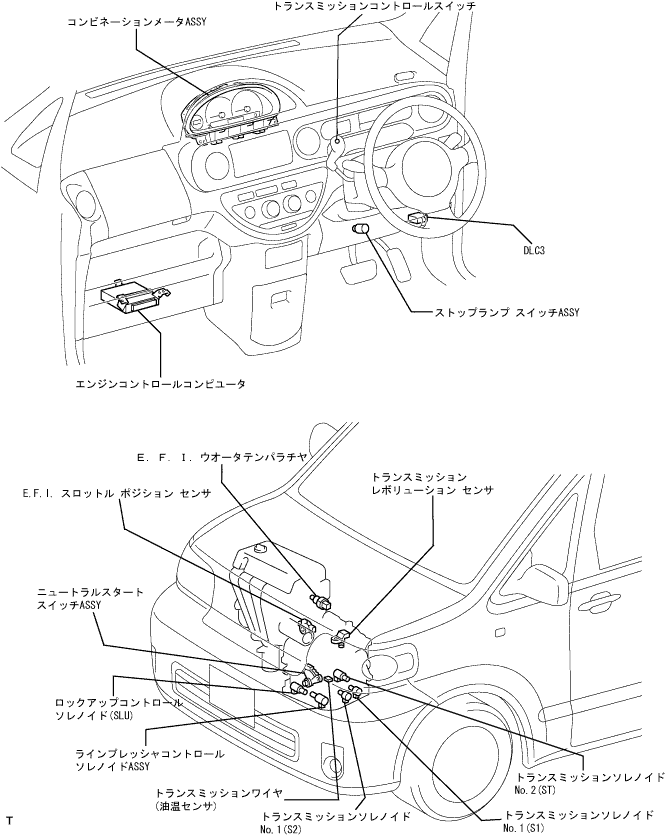 コンビネーションメータASSY
トランスミッションコントロールスイッチ
DLC3
ストップランプ スイッチASSY
エンジンコントロールコンピュータ
E．F．I．ウオータテンパラチヤ
トランスミッション
レボリューション センサ
E.F.I. スロットル ポジション センサ
ニュートラルスタート
スイッチASSY
ロックアップコントロール
ソレノイド(SLU)
ラインプレッシャコントロール
ソレノイドASSY
トランスミッションワイヤ
(油温センサ)
トランスミッションソレノイド
No.1(S2)
トランスミッションソレノイド
No.2(ST)
トランスミッションソレノイド
No.1(S1)
T